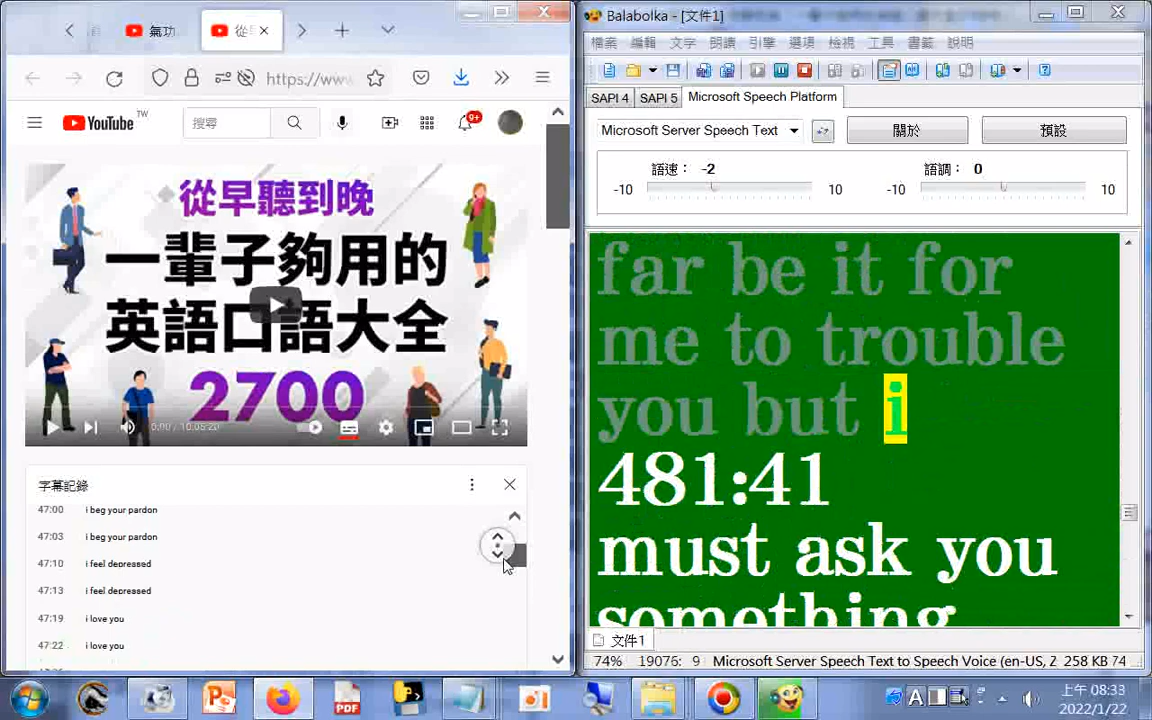 氣功
從
https://www
9+
YouTube TW
搜尋
從早聽到晚
一輩子夠用的
英語口語大全
2700
字幕記錄
47:00 i beg your pardon
47:03 i beg your pardon
47:10 i feel depressed
47:13 i feel depressed
47:19 i love you
47:22 i love you
Balabolka - [文件1]
檔案 編輯 文字 朗讀 引擎 選項 檢視 工具 書籤 說明
SAPI 4 SAPI 5 Microsoft Speech Platform
Microsoft Server Speech Text 關於 預設
語速： -2 語調： 0
-10 10 -10 10
far be it for
me to trouble
you but i
481:41
must ask you
something
文件1
74% 19076: 9 Microsoft Server Speech Text to Speech Voice (en-US, Z 258 KB 74
上午 08:33
2022/1/22